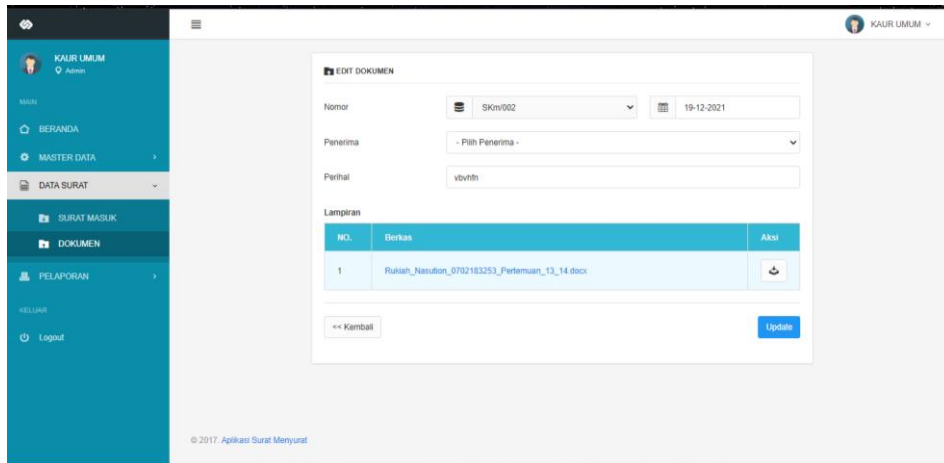 KAUR UMUM
KAUR UMUM
Admin
MAIN
BERANDA
MASTER DATA
DATA SURAT
SURAT MASUK
DOKUMEN
PELAPORAN
KELUAR
Logout
EDIT DOKUMEN
Nomor SKm/002 19-12-2021
Penerima - Pilih Penerima -
Perihal vbvhfn
Lampiran
NO. Berkas Aksi
1 Rukiah_Nasution_0702183253_Pertemuan_13_14.docx
<< Kembali Update
© 2017. Aplikasi Surat Menyurat